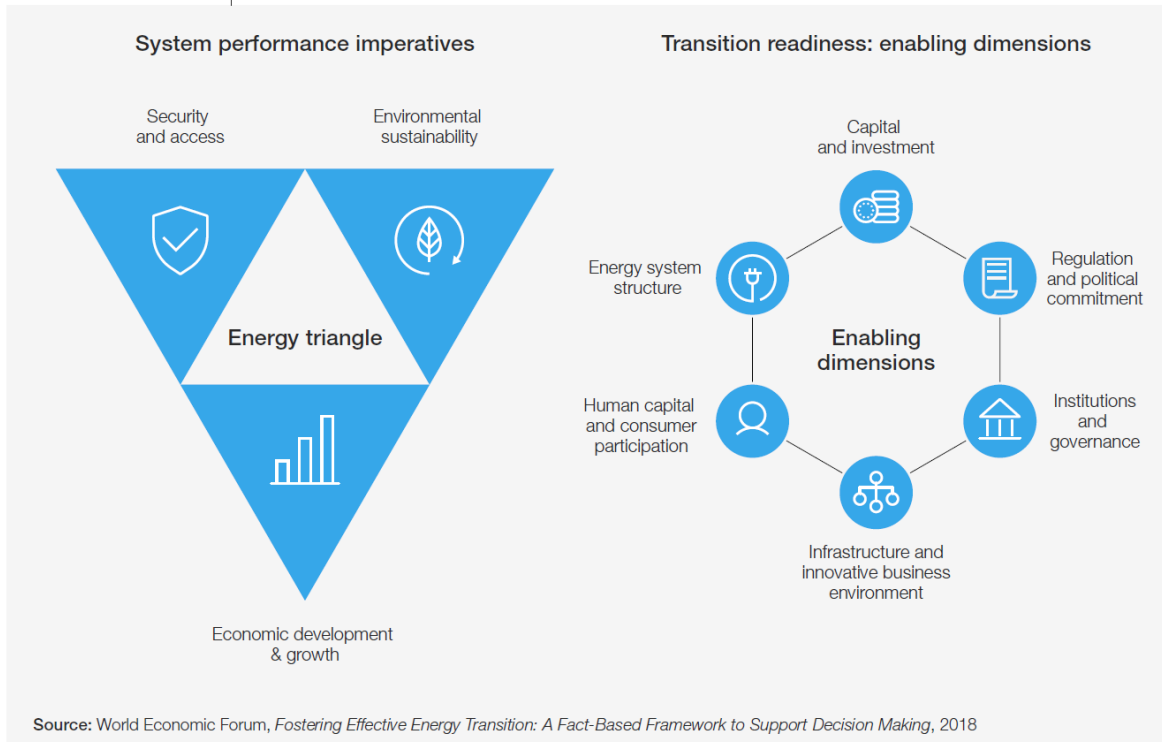 System performance imperatives
Security
and access
Environmental
sustainability
Energy triangle
Economic development
& growth
Transition readiness: enabling dimensions
Capital
and investment
Energy system
structure
Regulation
and political
commitment
Enabling
dimensions
Human capital
and consumer
participation
Institutions
and
governance
Infrastructure and
innovative business
environment
Source: World Economic Forum, Fostering Effective Energy Transition: A Fact-Based Framework to Support Decision Making, 2018